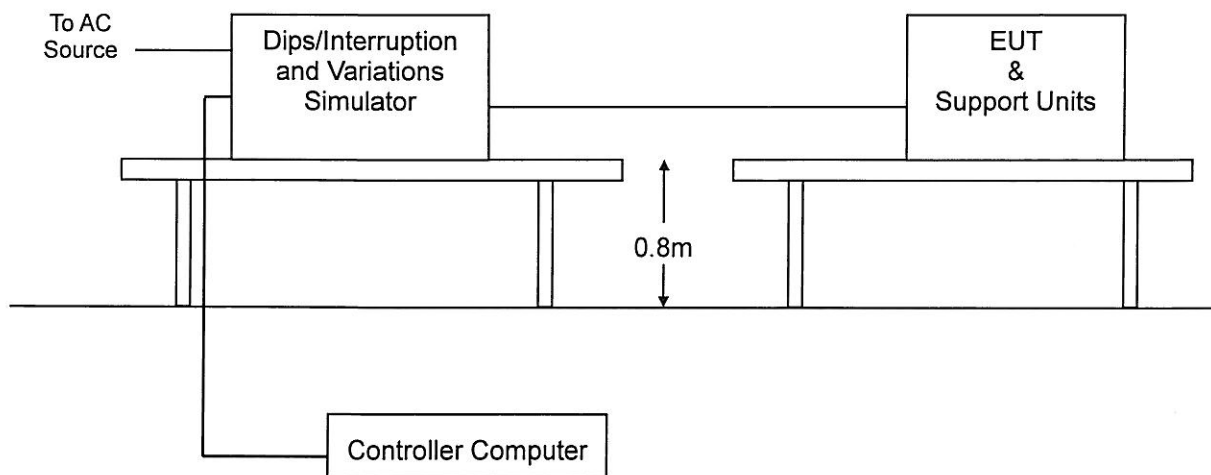 To AC
Source
Dips/Interruption
and Variations
Simulator
EUT
&
Support Units
0.8m
Controller Computer